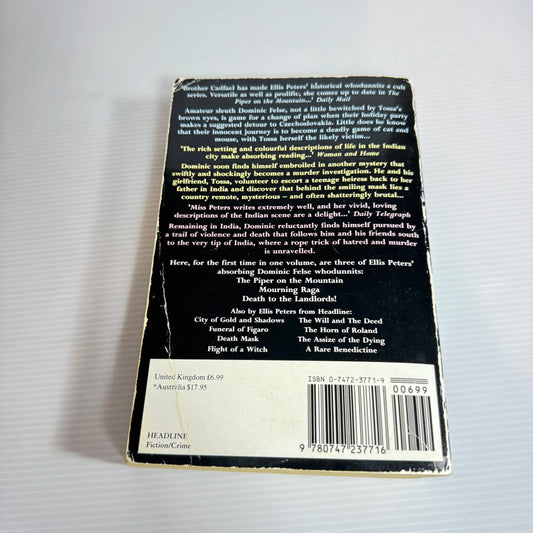 'Brother Cadfael has made Ellis Peters' historical whodunnits a cult
series. Versatile as well as prolific, she comes up to date in The
Piper on the Mountain...' Daily Mail
Amateur sleuth Dominic Felse, not a little bewitched by Tossa's
brown eyes, is game for a change of plan when their holiday party
makes a suggested detour to Czechoslovakia. Little does he know
that their innocent journey is to become a deadly game of cat and
mouse, with Tossa herself the likely victim...
'The rich setting and colourful descriptions of life in the Indian
city make absorbing reading...' Woman and Home
Dominic soon finds himself embroiled in another mystery that
swiftly and shockingly becomes a murder investigation. He and his
girlfriend, Tossa, volunteer to escort a teenage heiress back to her
father in India and discover that behind the smiling mask lies a
country remote, mysterious – and often shatteringly brutal...
'Miss Peters writes extremely well, and her vivid, loving
descriptions of the Indian scene are a delight...' Daily Telegraph
Remaining in India, Dominic reluctantly finds himself pursued by
a trail of violence and death that follows him and his friends south
to the very tip of India, where a rope trick of hatred and murder
is unravelled.
Here, for the first time in one volume, are three of Ellis Peters'
absorbing Dominic Felse whodunnits:
The Piper on the Mountain
Mourning Raga
Death to the Landlords!
Also by Ellis Peters from Headline:
City of Gold and Shadows The Will and The Deed
Funeral of Figaro The Horn of Roland
Death Mask The Assize of the Dying
Flight of a Witch A Rare Benedictine
United Kingdom £6.99
*Australia $17.95
HEADLINE
Fiction/Crime
ISBN 0-7472-3771-9
00699
9 780747 237716